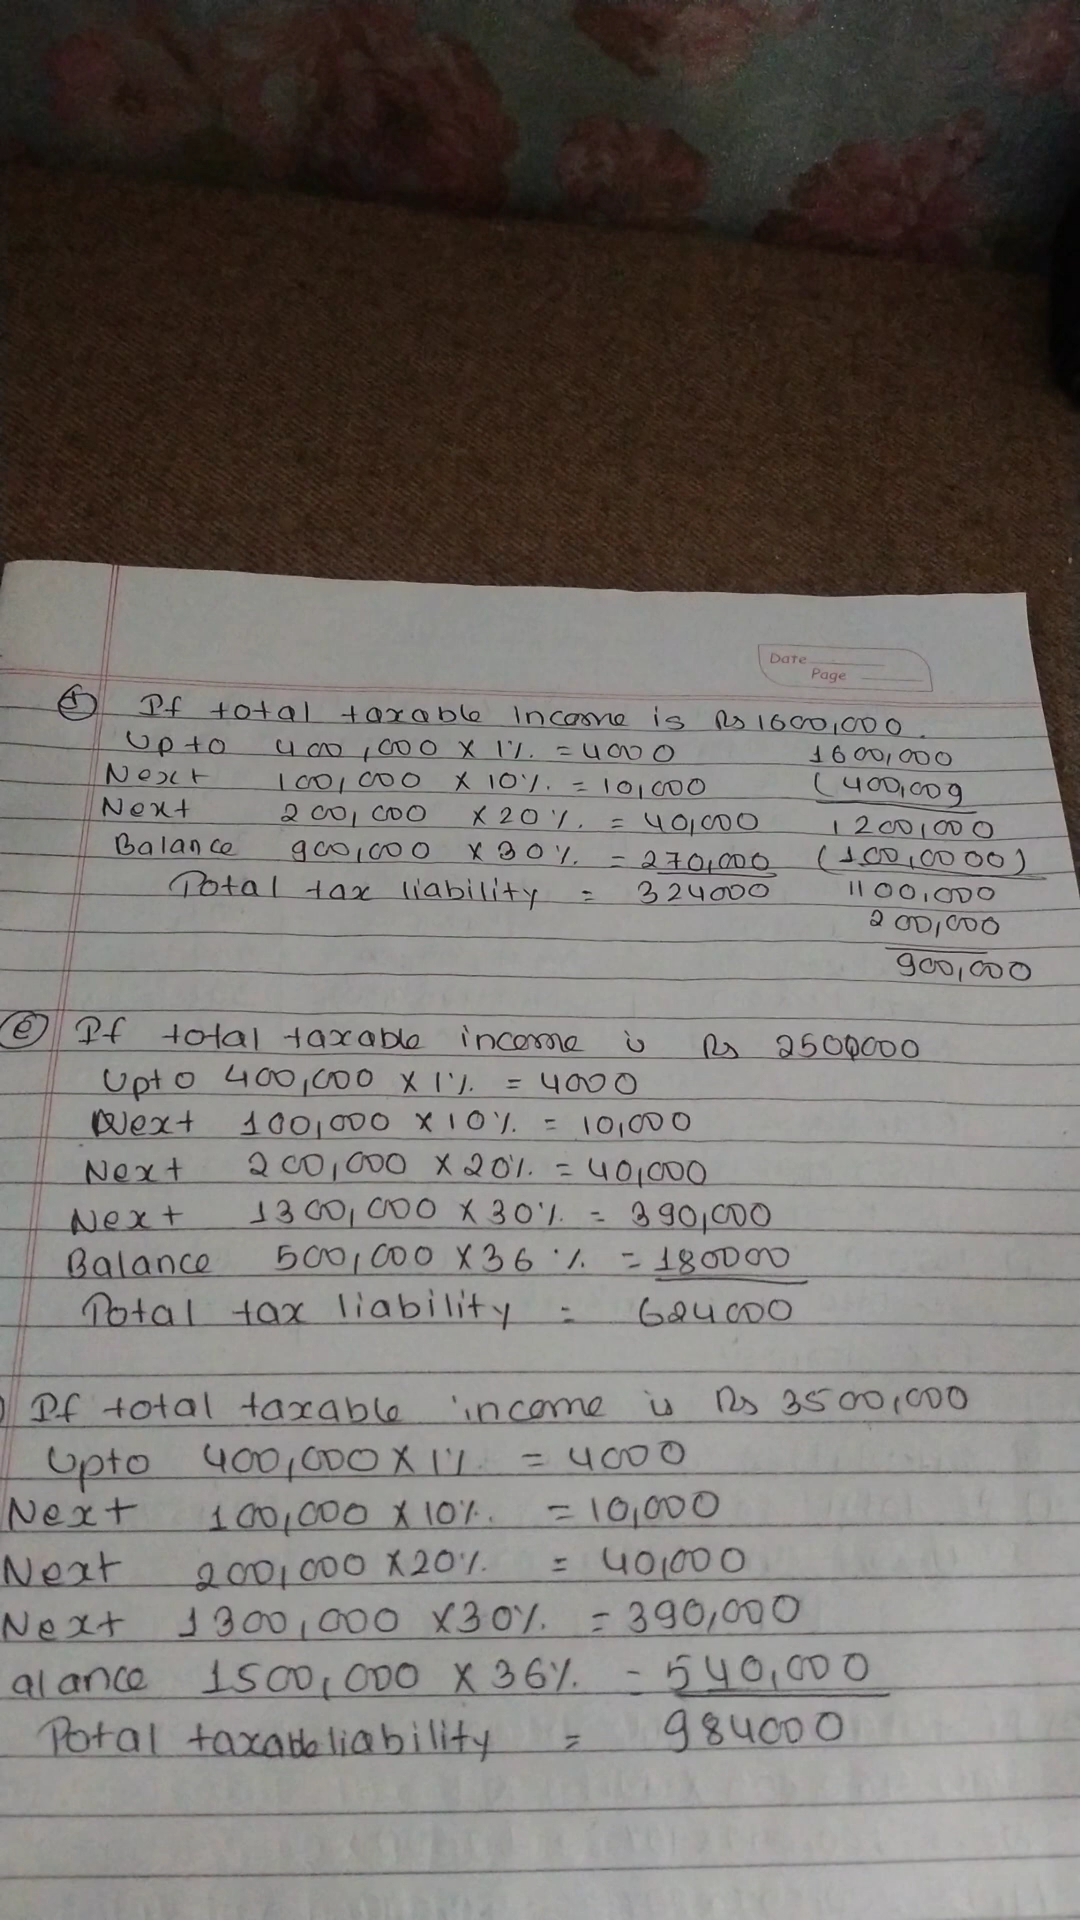 Date
Page
If total taxable income is Rs 1600,000.
Upto 400,000 × 1% = 4000 1600,000
Next 100,000 × 10% = 10,000 (400,000
Next 200,000 × 20% = 40,000 1200,000
Balance 900,000 × 30% = 270,000 (100,0000)
Total tax liability = 324000 1100,000
200,000
900,000
e If total taxable income is Rs 2500000
Upto 400,000 × 1% = 4000
Next 100,000 × 10% = 10,000
Next 200,000 × 20% = 40,000
Next 1300,000 × 30% = 390,000
Balance 500,000 × 36% = 180000
Total tax liability = 624000
) If total taxable income is Rs 3500,000
Upto 400,000 × 1% = 4000
Next 100,000 × 10% = 10,000
Next 200,000 × 20% = 40,000
Next 1300,000 × 30% = 390,000
alance 1500,000 × 36% = 540,000
Total taxable liability = 984000